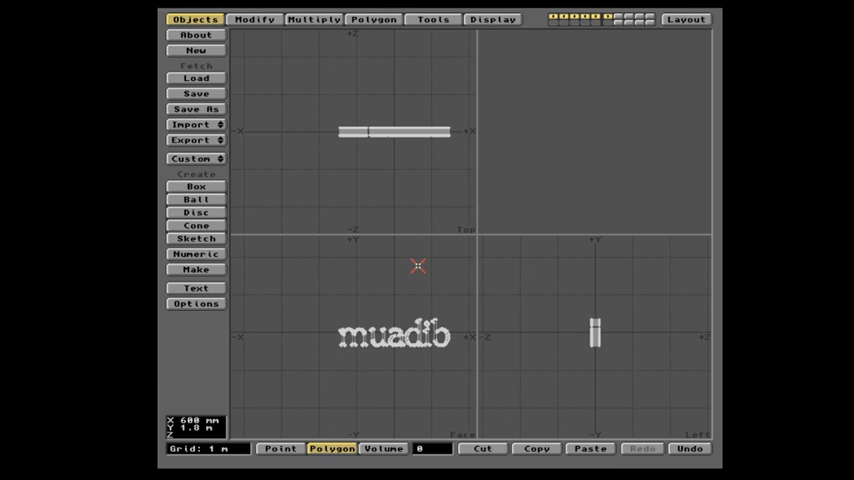 Objects Modify Multiply Polygon Tools Display Layout
About
New
Fetch
Load
Save
Save As
Import
Export
Custom
Create
Box
Ball
Disc
Cone
Sketch
Numeric
Make
Text
Options
+Z
-X +X
-Z Top
+Y +Y
muadib
-X +X -Z +Z
-Y Face -Y Left
X 600 mm
Y 1.8 m
Z
Grid: 1 m Point Polygon Volume 0 Cut Copy Paste Redo Undo